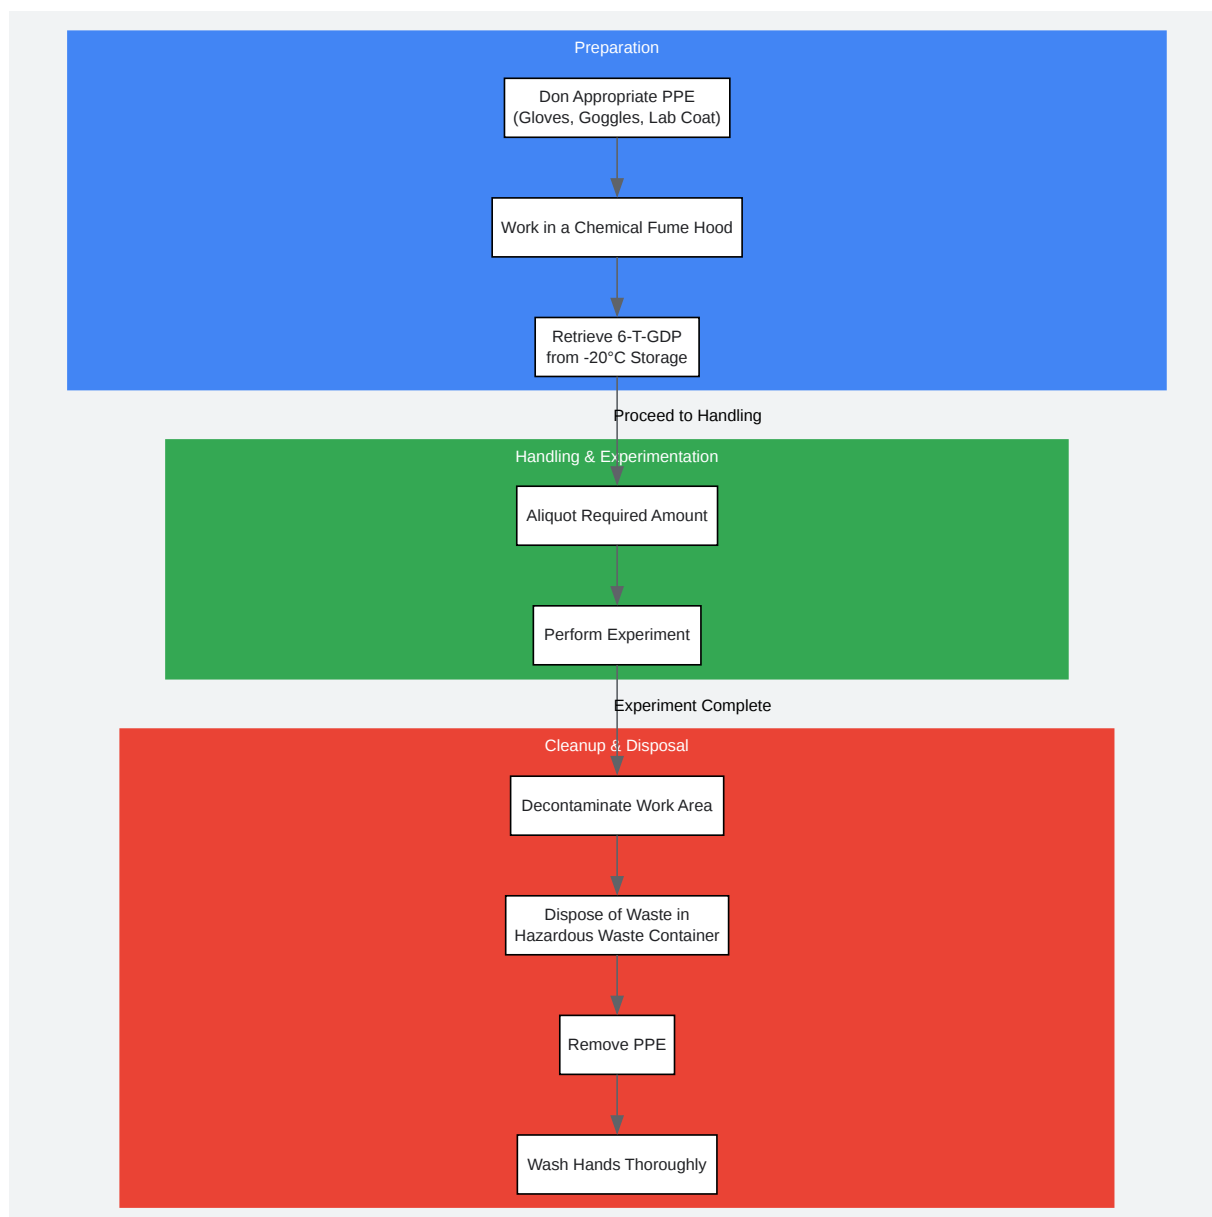 Preparation
Don Appropriate PPE
(Gloves, Goggles, Lab Coat)
Work in a Chemical Fume Hood
Retrieve 6-T-GDP
from -20°C Storage
Proceed to Handling
Handling & Experimentation
Aliquot Required Amount
Perform Experiment
Experiment Complete
Cleanup & Disposal
Decontaminate Work Area
Dispose of Waste in
Hazardous Waste Container
Remove PPE
Wash Hands Thoroughly